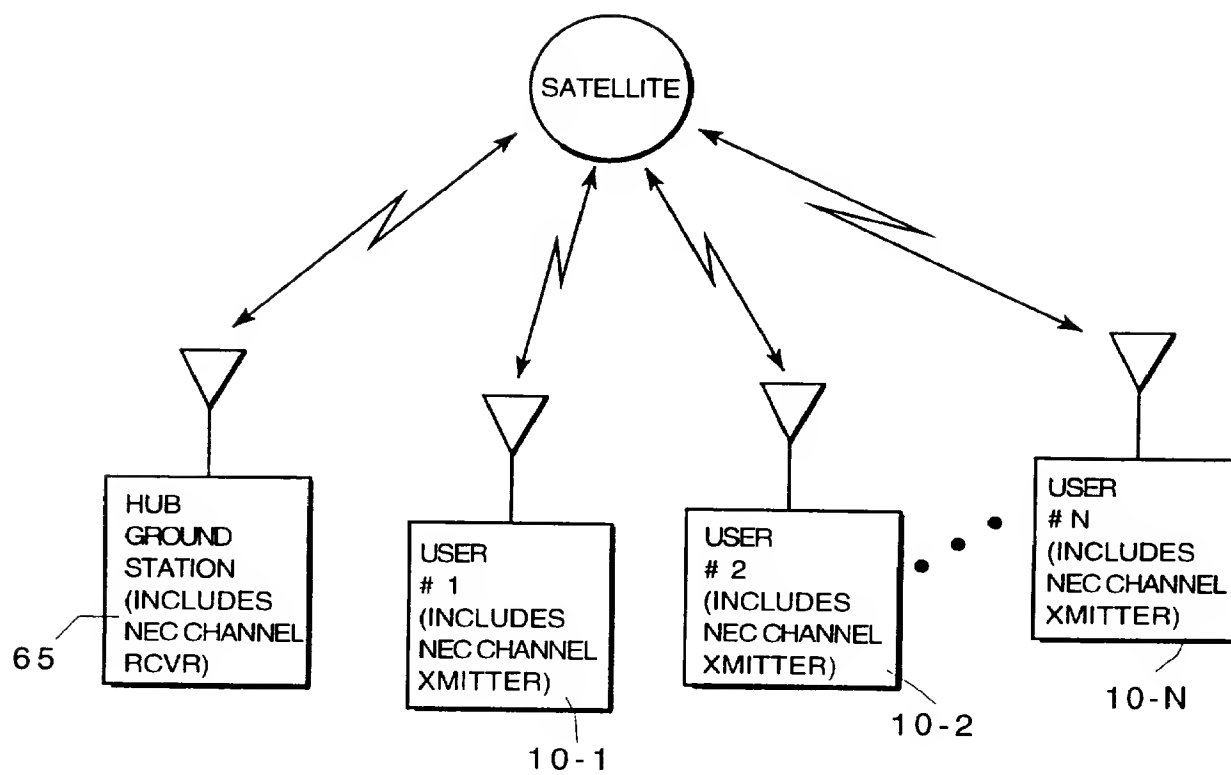 SATELLITE
HUB
GROUND
STATION
(INCLUDES
NEC CHANNEL
RCVR)
65
USER
# 1
(INCLUDES
NEC CHANNEL
XMITTER)
10-1
USER
# 2
(INCLUDES
NEC CHANNEL
XMITTER)
10-2
USER
# N
(INCLUDES
NEC CHANNEL
XMITTER)
10-N